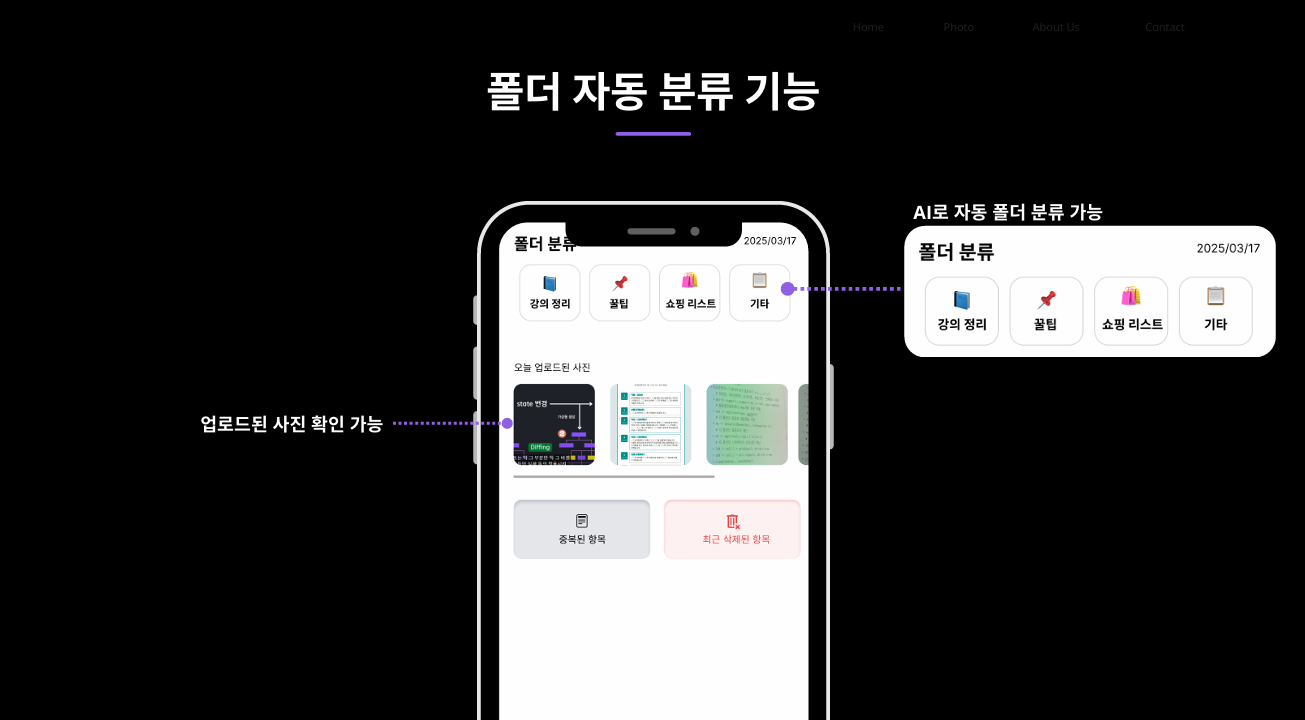 Home Photo About Us Contact
폴더 자동 분류 기능
AI로 자동 폴더 분류 가능
폴더 분류 2025/03/17
강의 정리 꿀팁 쇼핑 리스트 기타
폴더 분류 2025/03/17
강의 정리 꿀팁 쇼핑 리스트 기타
오늘 업로드된 사진
state 변경
Diffing
업로드된 사진 확인 가능
중복된 항목 최근 삭제된 항목